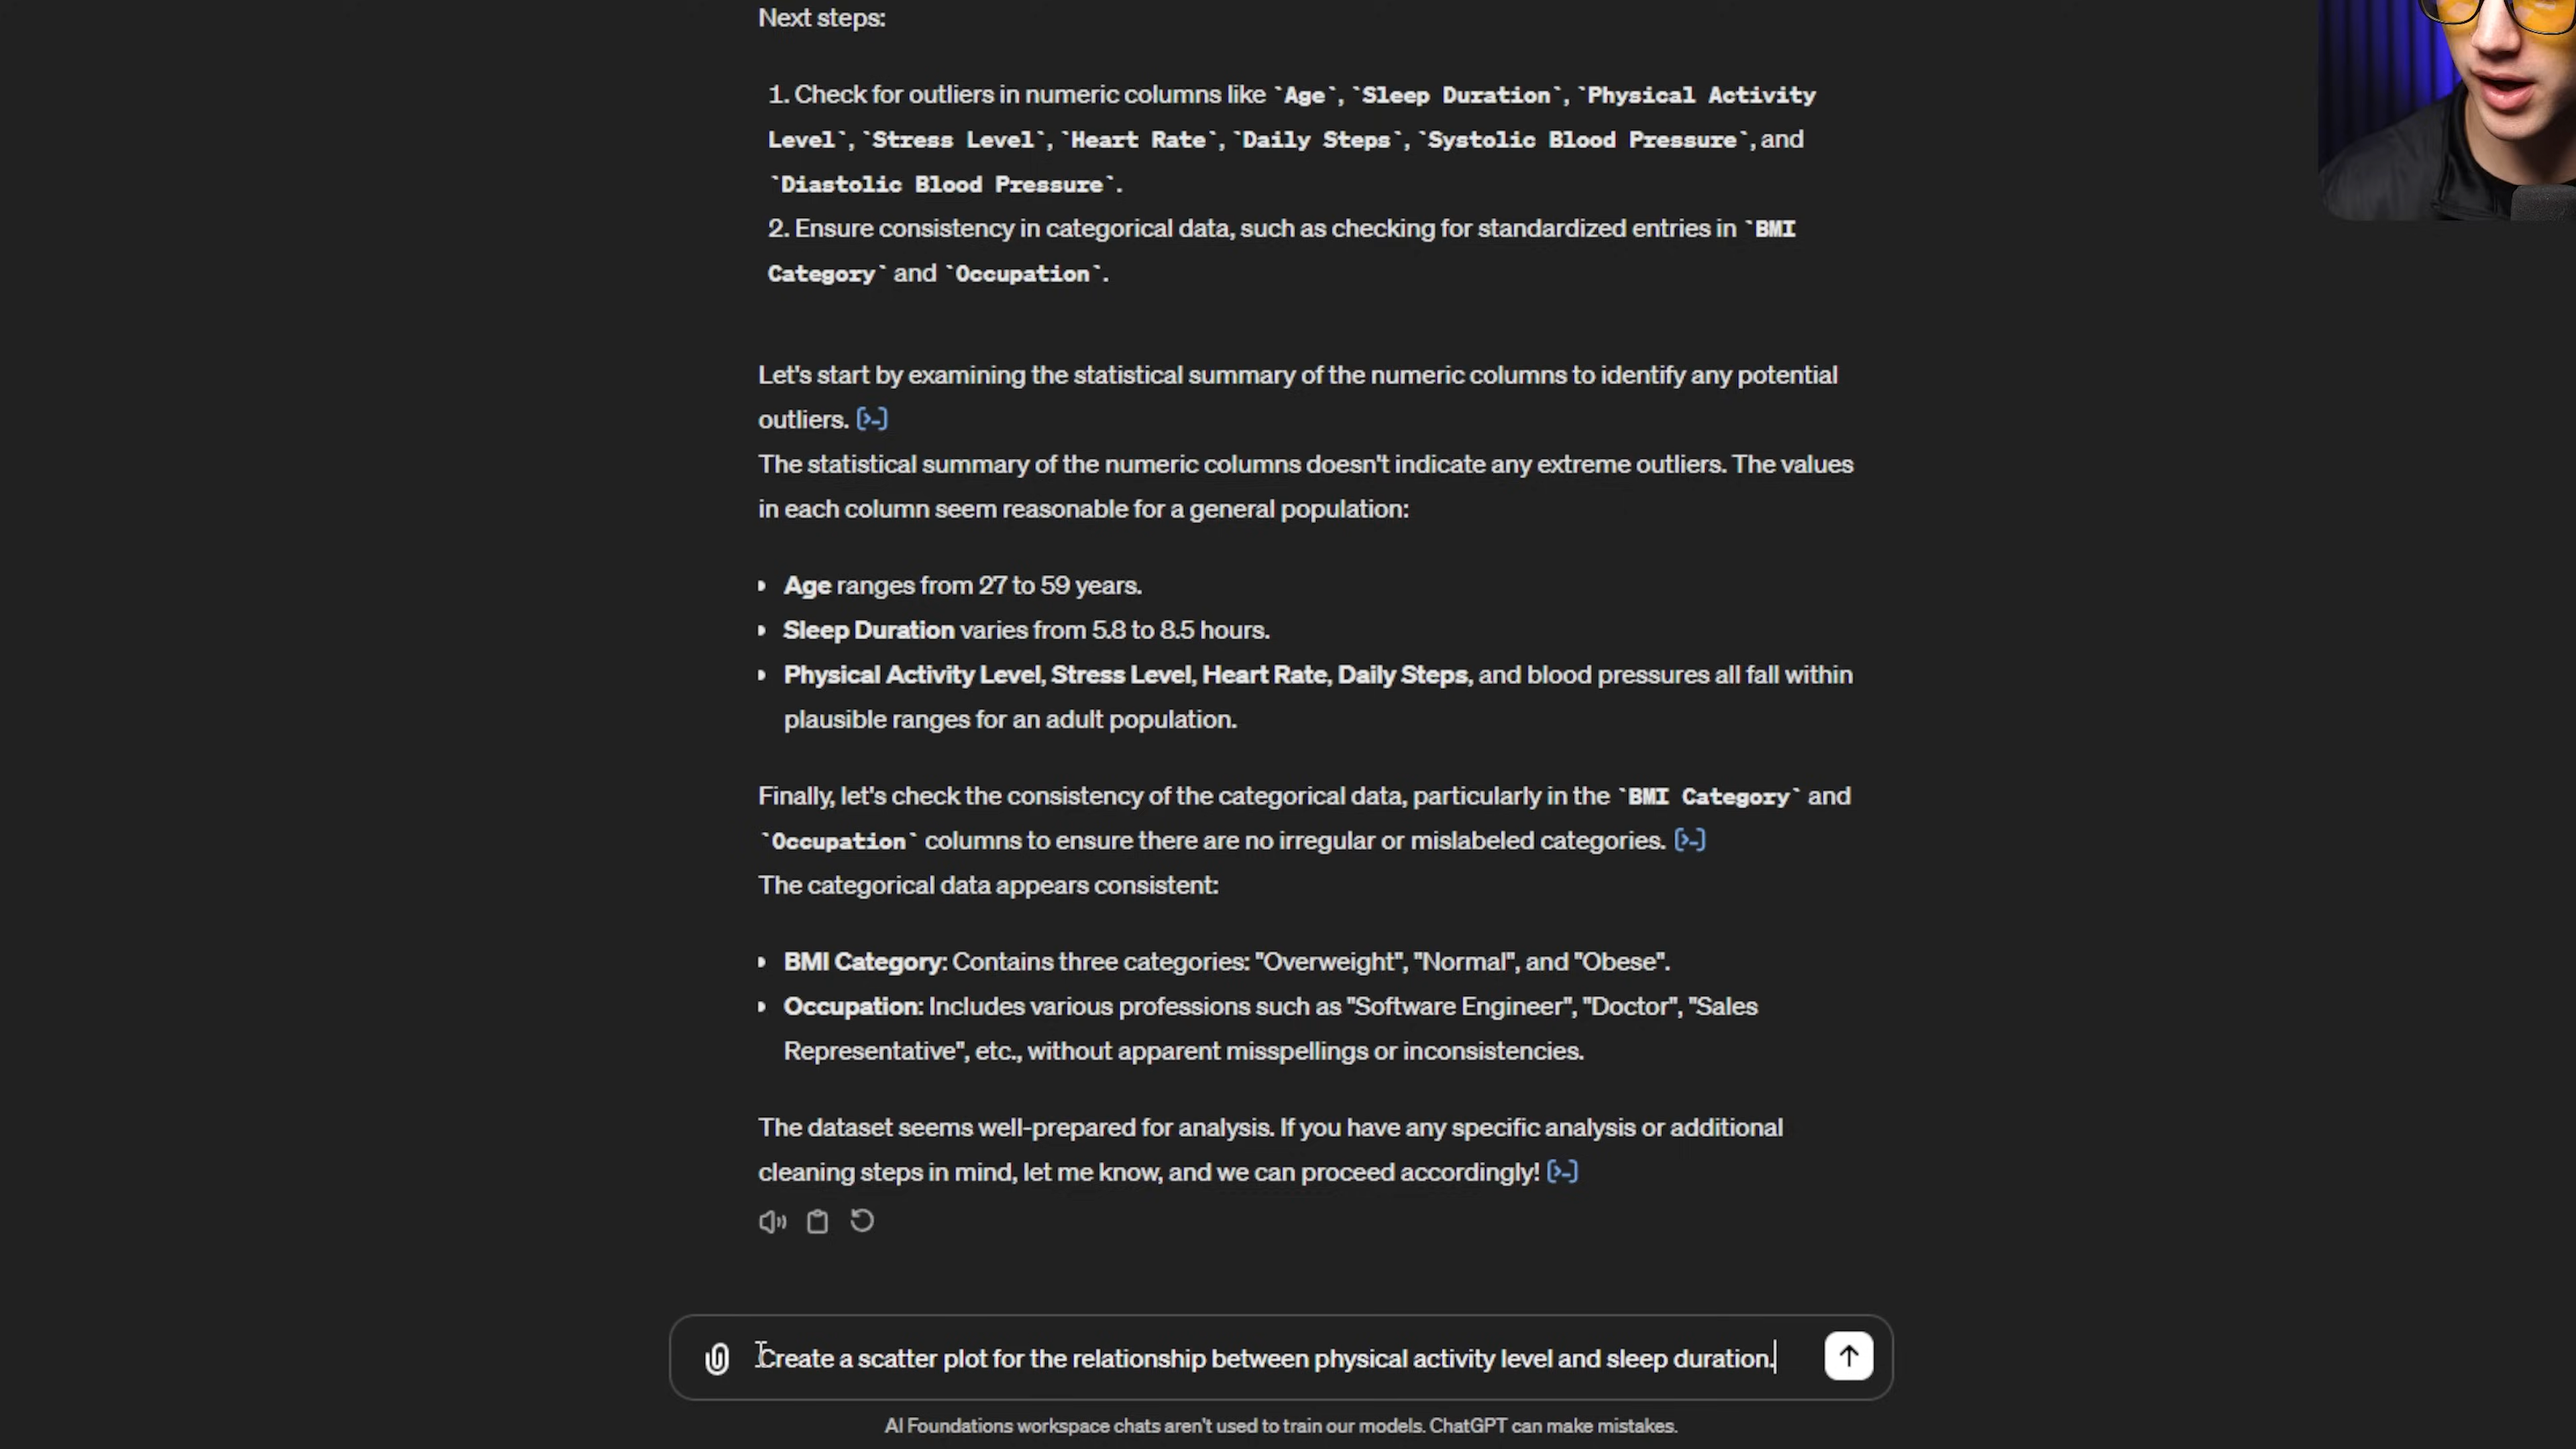 Next steps:
1. Check for outliers in numeric columns like `Age`, `Sleep Duration`, `Physical Activity
Level`, `Stress Level`, `Heart Rate`, `Daily Steps`, `Systolic Blood Pressure`, and
`Diastolic Blood Pressure`.
2. Ensure consistency in categorical data, such as checking for standardized entries in `BMI
Category` and `Occupation`.
Let's start by examining the statistical summary of the numeric columns to identify any potential
outliers. [>-]
The statistical summary of the numeric columns doesn't indicate any extreme outliers. The values
in each column seem reasonable for a general population:
• Age ranges from 27 to 59 years.
• Sleep Duration varies from 5.8 to 8.5 hours.
• Physical Activity Level, Stress Level, Heart Rate, Daily Steps, and blood pressures all fall within
plausible ranges for an adult population.
Finally, let's check the consistency of the categorical data, particularly in the `BMI Category` and
`Occupation` columns to ensure there are no irregular or mislabeled categories. [>-]
The categorical data appears consistent:
• BMI Category: Contains three categories: "Overweight", "Normal", and "Obese".
• Occupation: Includes various professions such as "Software Engineer", "Doctor", "Sales
Representative", etc., without apparent misspellings or inconsistencies.
The dataset seems well-prepared for analysis. If you have any specific analysis or additional
cleaning steps in mind, let me know, and we can proceed accordingly! [>-]
Create a scatter plot for the relationship between physical activity level and sleep duration.
AI Foundations workspace chats aren't used to train our models. ChatGPT can make mistakes.